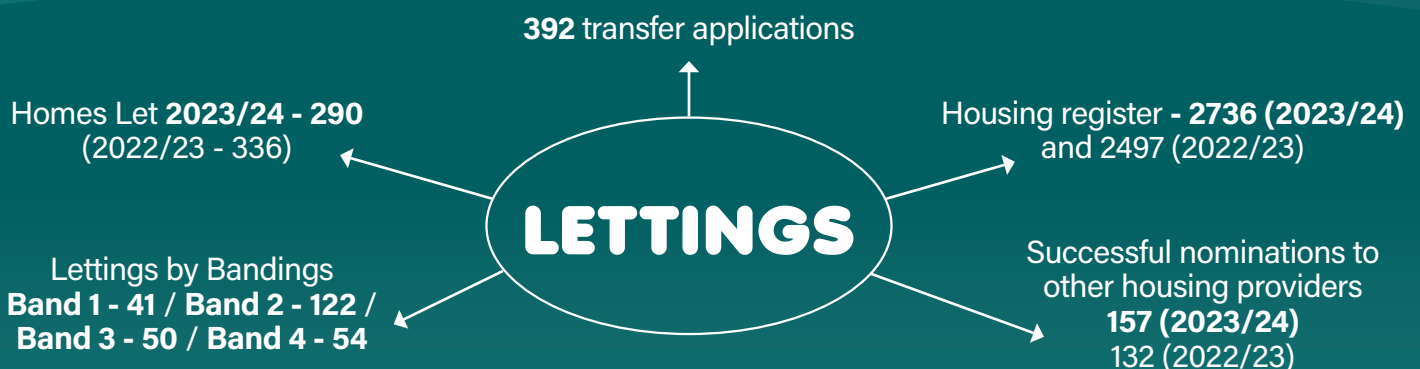 392 transfer applications
Homes Let 2023/24 - 290
(2022/23 - 336)
Housing register - 2736 (2023/24)
and 2497 (2022/23)
LETTINGS
Lettings by Bandings
Band 1 - 41 / Band 2 - 122 /
Band 3 - 50 / Band 4 - 54
Successful nominations to
other housing providers
157 (2023/24)
132 (2022/23)